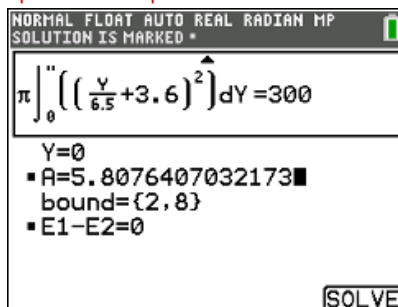 NORMAL FLOAT AUTO REAL RADIAN MP
SOLUTION IS MARKED ▪
π∫₀ ((Y/6.5+3.6)²)dY=300
Y=0
▪A=5.8076407032173
bound={2,8}
▪E1-E2=0
SOLVE